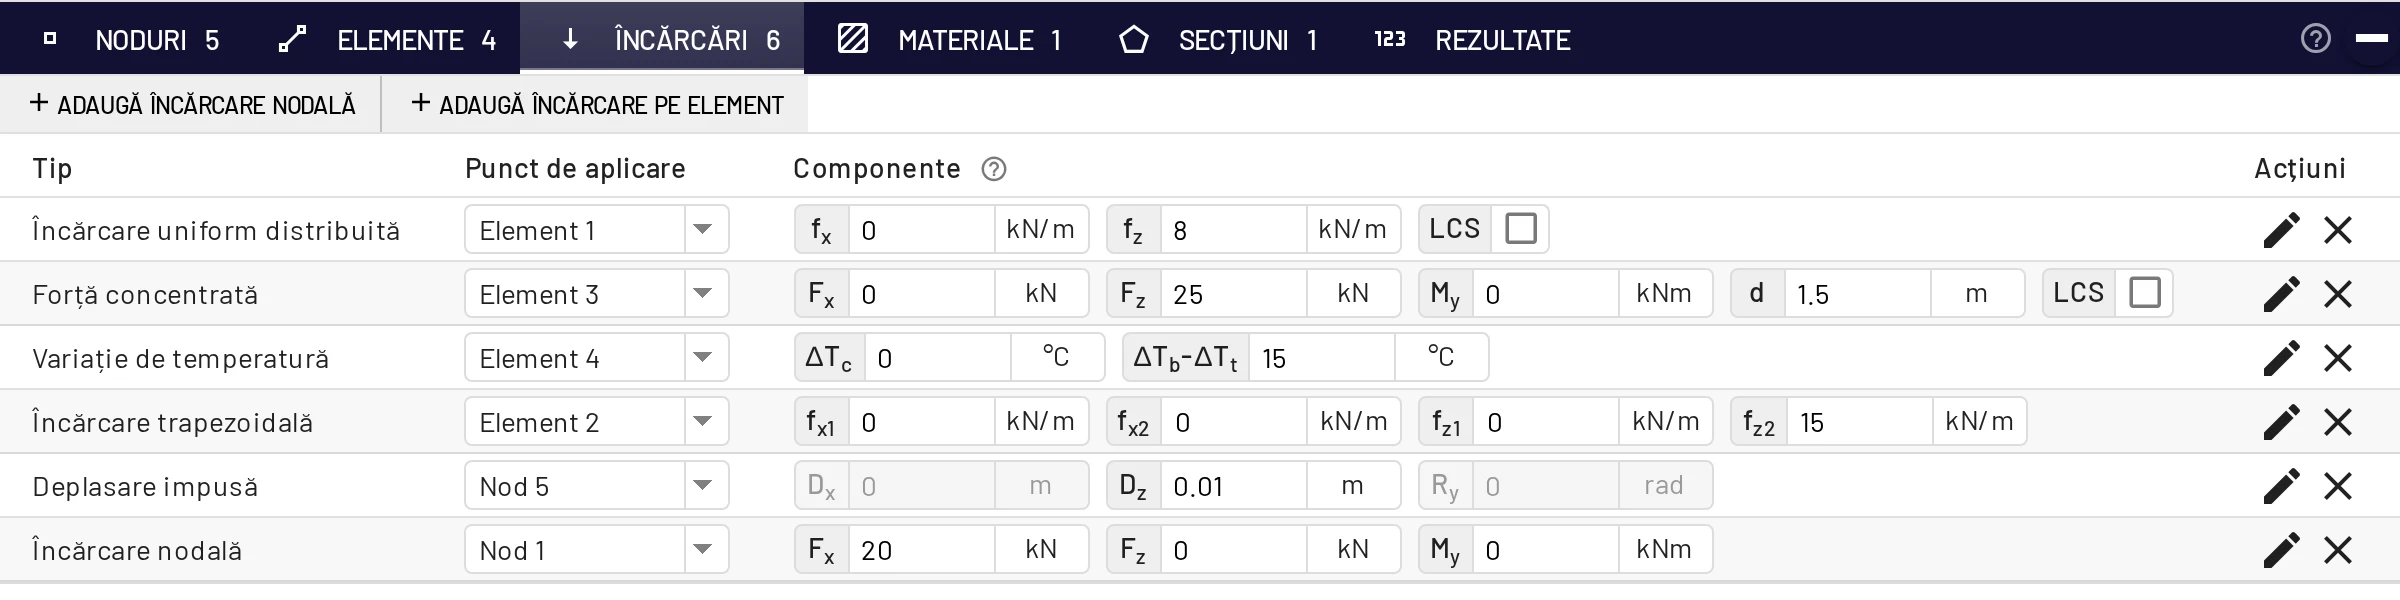 NODURI 5 ELEMENTE 4 ÎNCĂRCĂRI 6 MATERIALE 1 SECȚIUNI 1 123 REZULTATE ?
+ ADAUGĂ ÎNCĂRCARE NODALĂ + ADAUGĂ ÎNCĂRCARE PE ELEMENT
Tip Punct de aplicare Componente ? Acțiuni
Încărcare uniform distribuită Element 1 fx 0 kN/m fz 8 kN/m LCS
Forță concentrată Element 3 Fx 0 kN Fz 25 kN My 0 kNm d 1.5 m LCS
Variație de temperatură Element 4 ΔTc 0 °C ΔTb-ΔTt 15 °C
Încărcare trapezoidală Element 2 fx1 0 kN/m fx2 0 kN/m fz1 0 kN/m fz2 15 kN/m
Deplasare impusă Nod 5 Dx 0 m Dz 0.01 m Ry 0 rad
Încărcare nodală Nod 1 Fx 20 kN Fz 0 kN My 0 kNm